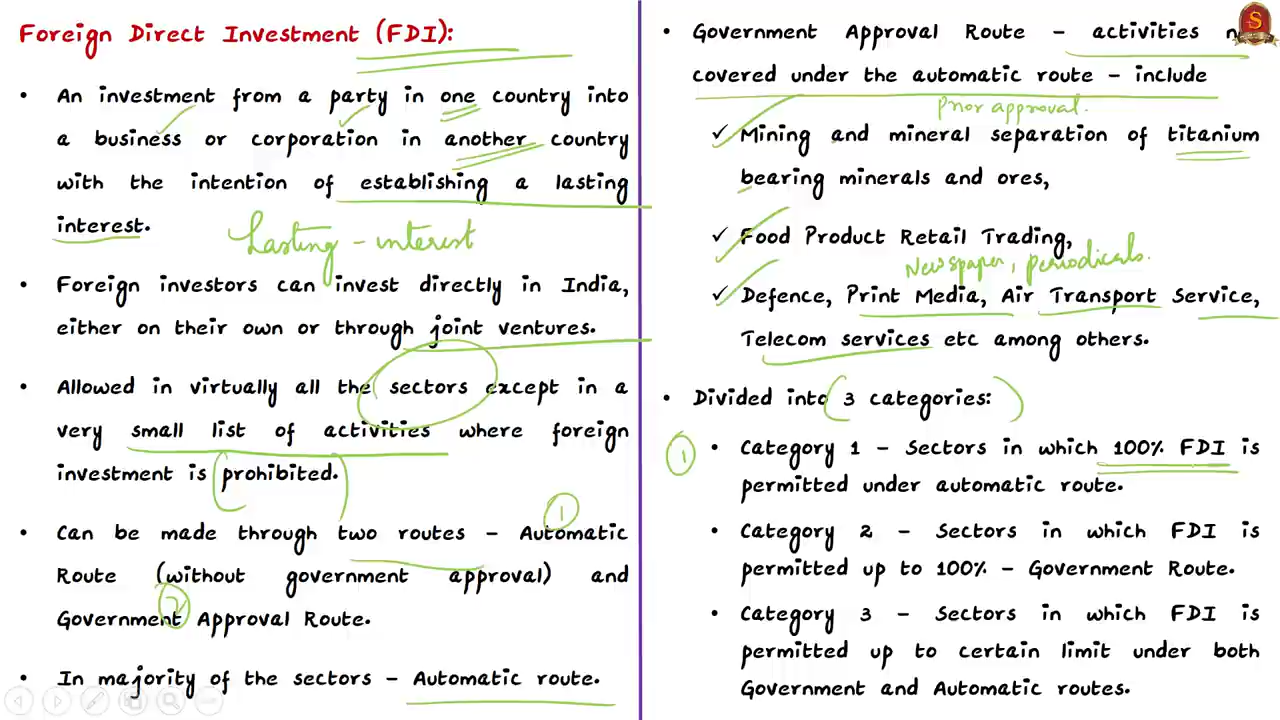 Foreign Direct Investment (FDI):
• An investment from a party in one country into
a business or corporation in another country
with the intention of establishing a lasting
interest.
Lasting - interest
• Foreign investors can invest directly in India,
either on their own or through joint ventures.
• Allowed in virtually all the sectors except in a
very small list of activities where foreign
investment is prohibited.
1
• Can be made through two routes – Automatic
Route (without government approval) and
2
Government Approval Route.
• In majority of the sectors – Automatic route.
S
• Government Approval Route – activities n
covered under the automatic route – include
Prior approval.
✓ Mining and mineral separation of titanium
bearing minerals and ores,
✓ Food Product Retail Trading,
Newspaper, periodicals.
✓ Defence, Print Media, Air Transport Service,
Telecom services etc among others.
• Divided into 3 categories:
1
• Category 1 – Sectors in which 100% FDI is
permitted under automatic route.
• Category 2 – Sectors in which FDI is
permitted up to 100% – Government Route.
• Category 3 – Sectors in which FDI is
permitted up to certain limit under both
Government and Automatic routes.